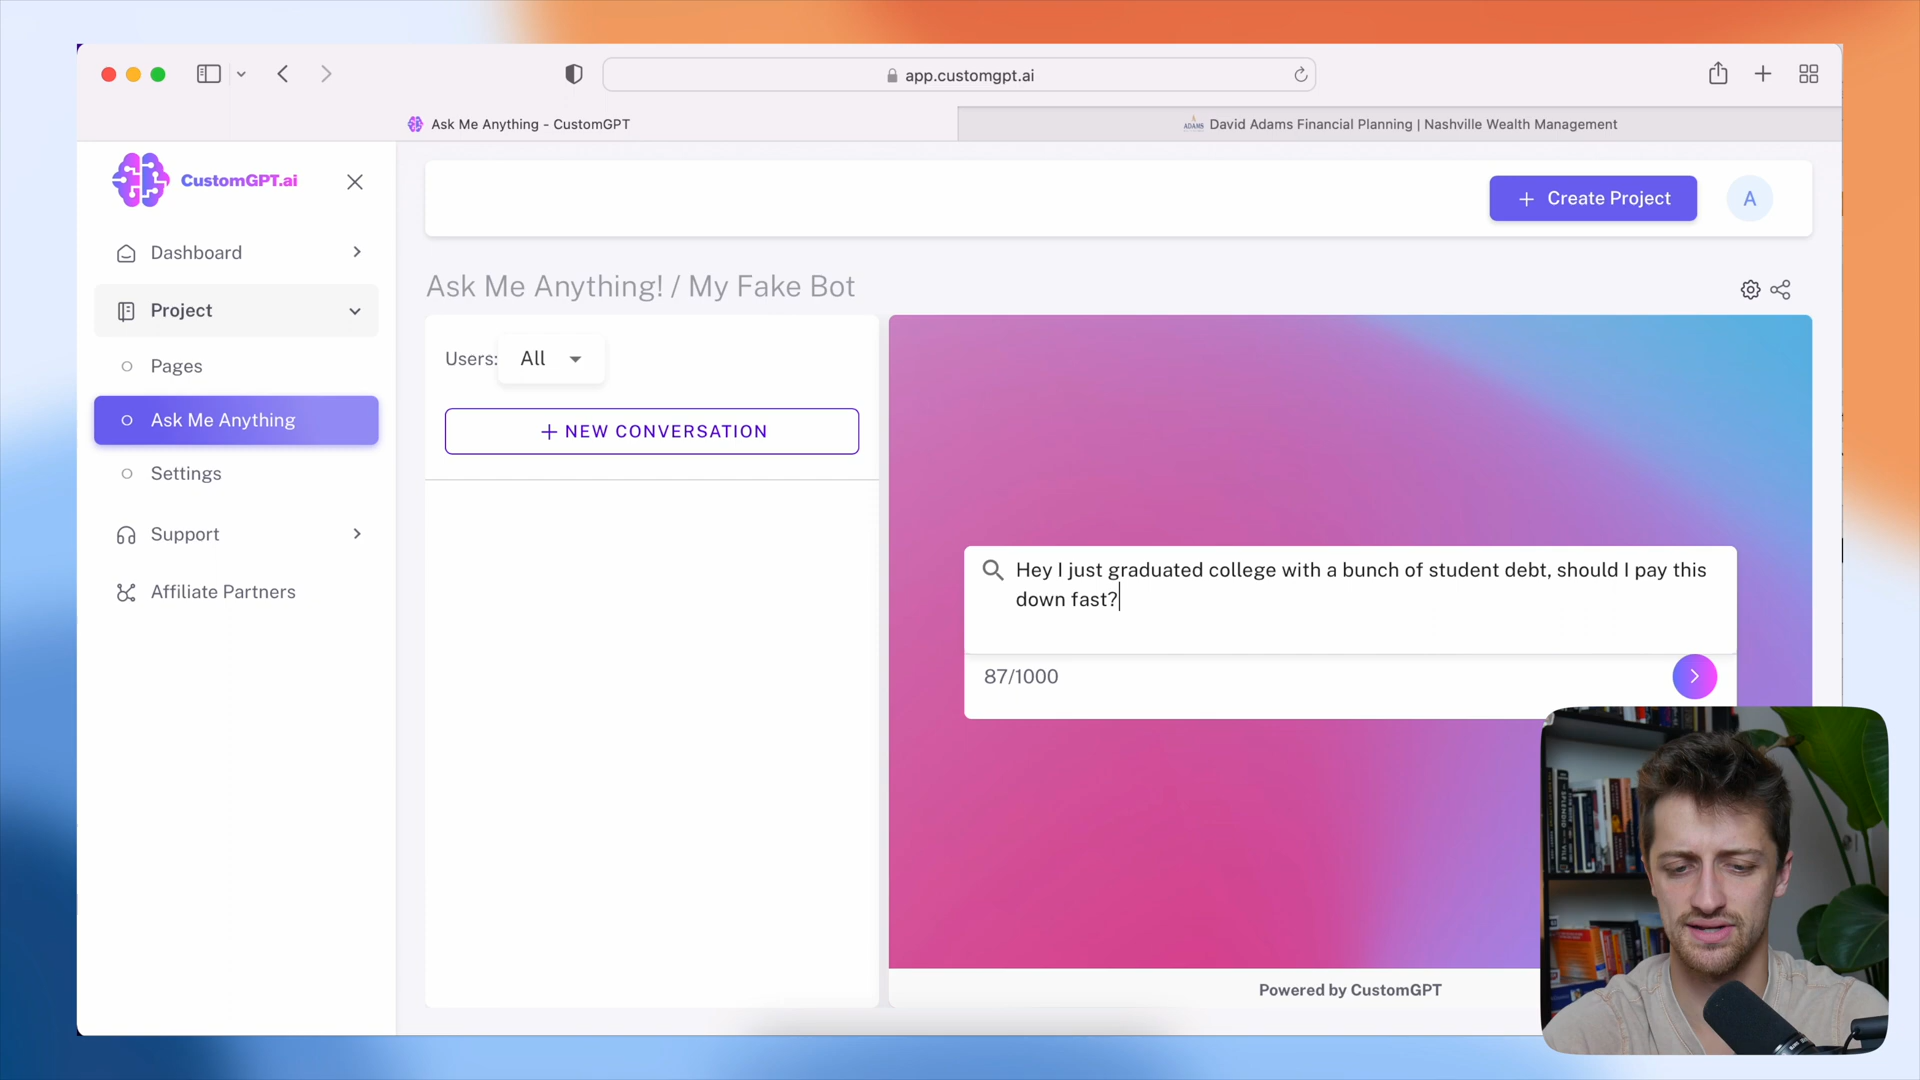 app.customgpt.ai
Ask Me Anything - CustomGPT
ADAMS
David Adams Financial Planning | Nashville Wealth Management
CustomGPT.ai
Create Project
A
Dashboard
Project
Pages
Ask Me Anything
Settings
Support
Affiliate Partners
Ask Me Anything! / My Fake Bot
Users:
All
+ NEW CONVERSATION
Hey I just graduated college with a bunch of student debt, should I pay this
down fast?
87/1000
Powered by CustomGPT